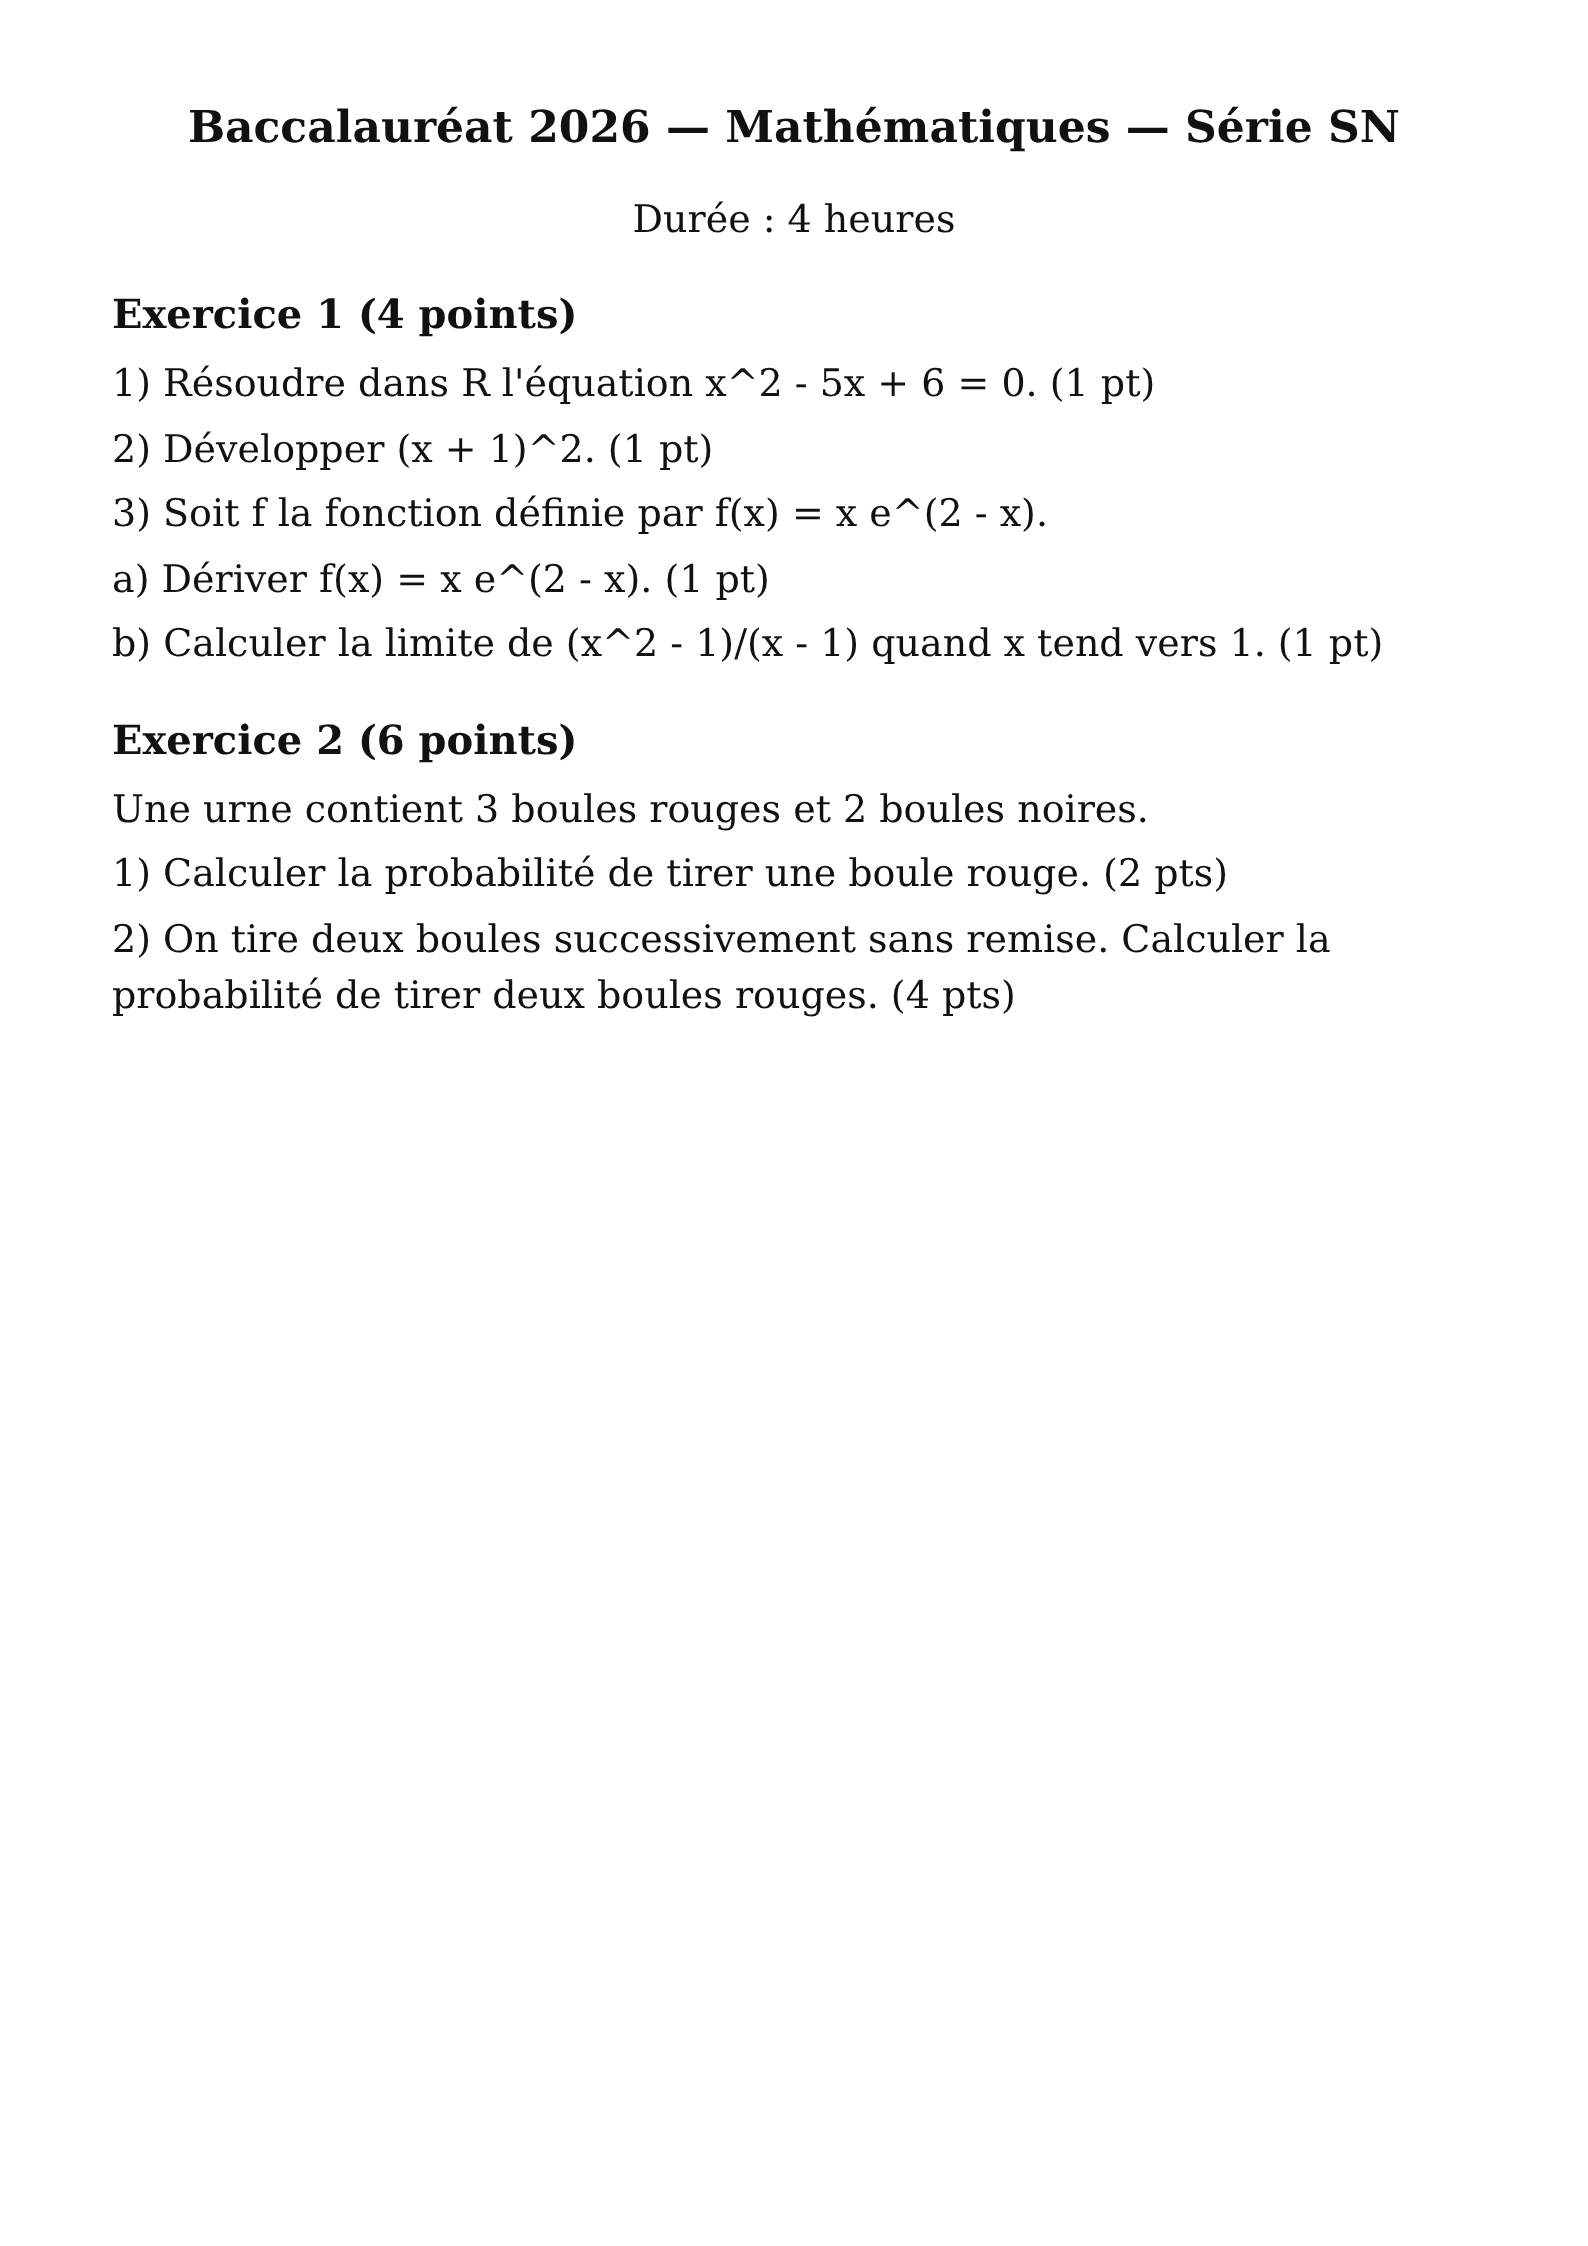 Baccalauréat 2026 — Mathématiques — Série SN
Durée : 4 heures
Exercice 1 (4 points)
1) Résoudre dans R l'équation x^2 - 5x + 6 = 0. (1 pt)
2) Développer (x + 1)^2. (1 pt)
3) Soit f la fonction définie par f(x) = x e^(2 - x).
a) Dériver f(x) = x e^(2 - x). (1 pt)
b) Calculer la limite de (x^2 - 1)/(x - 1) quand x tend vers 1. (1 pt)
Exercice 2 (6 points)
Une urne contient 3 boules rouges et 2 boules noires.
1) Calculer la probabilité de tirer une boule rouge. (2 pts)
2) On tire deux boules successivement sans remise. Calculer la
probabilité de tirer deux boules rouges. (4 pts)